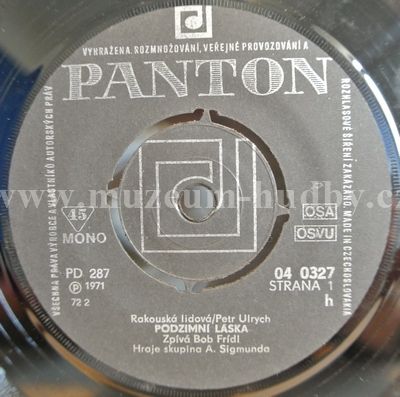 VŠECHNA PRÁVA VÝROBCE A VLASTNÍKŮ AUTORSKÝCH PRÁV
VYHRAŽENA. ROZMNOŽOVÁNÍ, VEŘEJNÉ PROVOZOVÁNÍ A
ROZHLASOVÉ ŠÍŘENÍ ZAKÁZÁNO. MADE IN CZECHOSLOVAKIA
PANTON
www.muzeum-hudby.cz
45
MONO
OSA
OSVU
PD 287
℗ 1971
72 2
04 0327
STRANA 1
h
Rakouská lidová/Petr Ulrych
PODZIMNÍ LÁSKA
Zpívá Bob Frídl
Hraje skupina A. Sigmunda